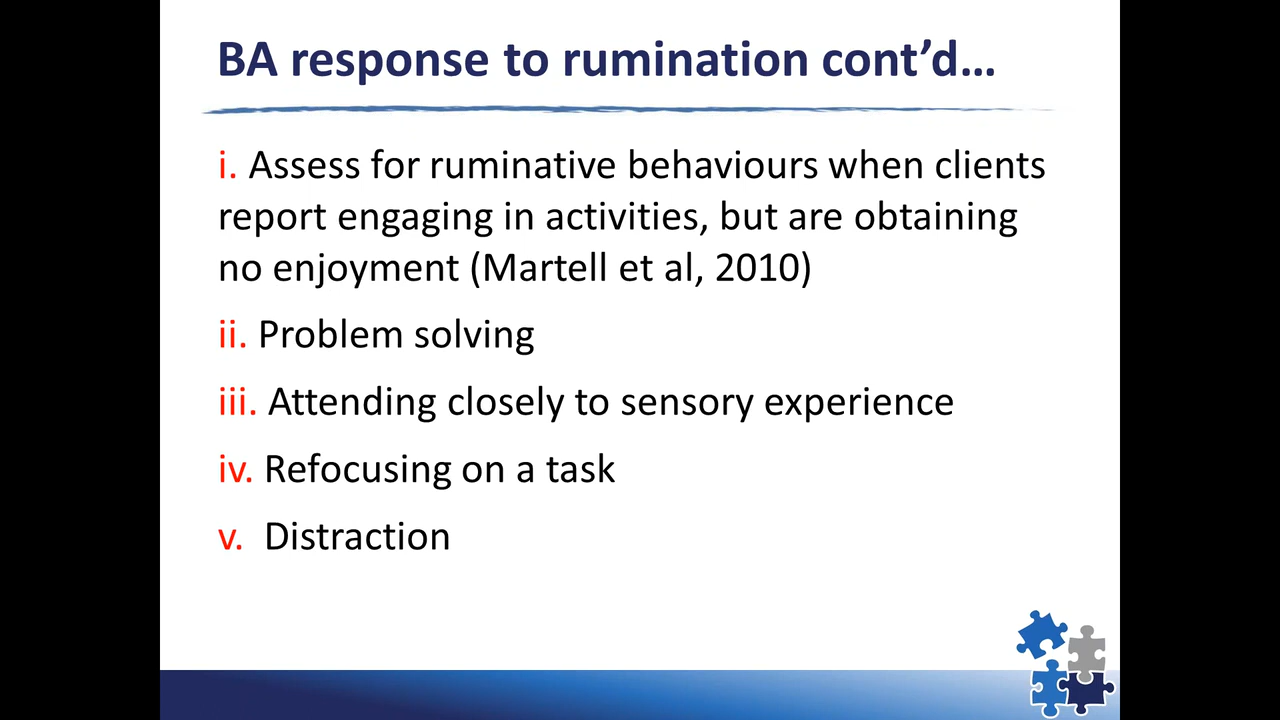 BA response to rumination cont’d…
i. Assess for ruminative behaviours when clients
report engaging in activities, but are obtaining
no enjoyment (Martell et al, 2010)
ii. Problem solving
iii. Attending closely to sensory experience
iv. Refocusing on a task
v. Distraction